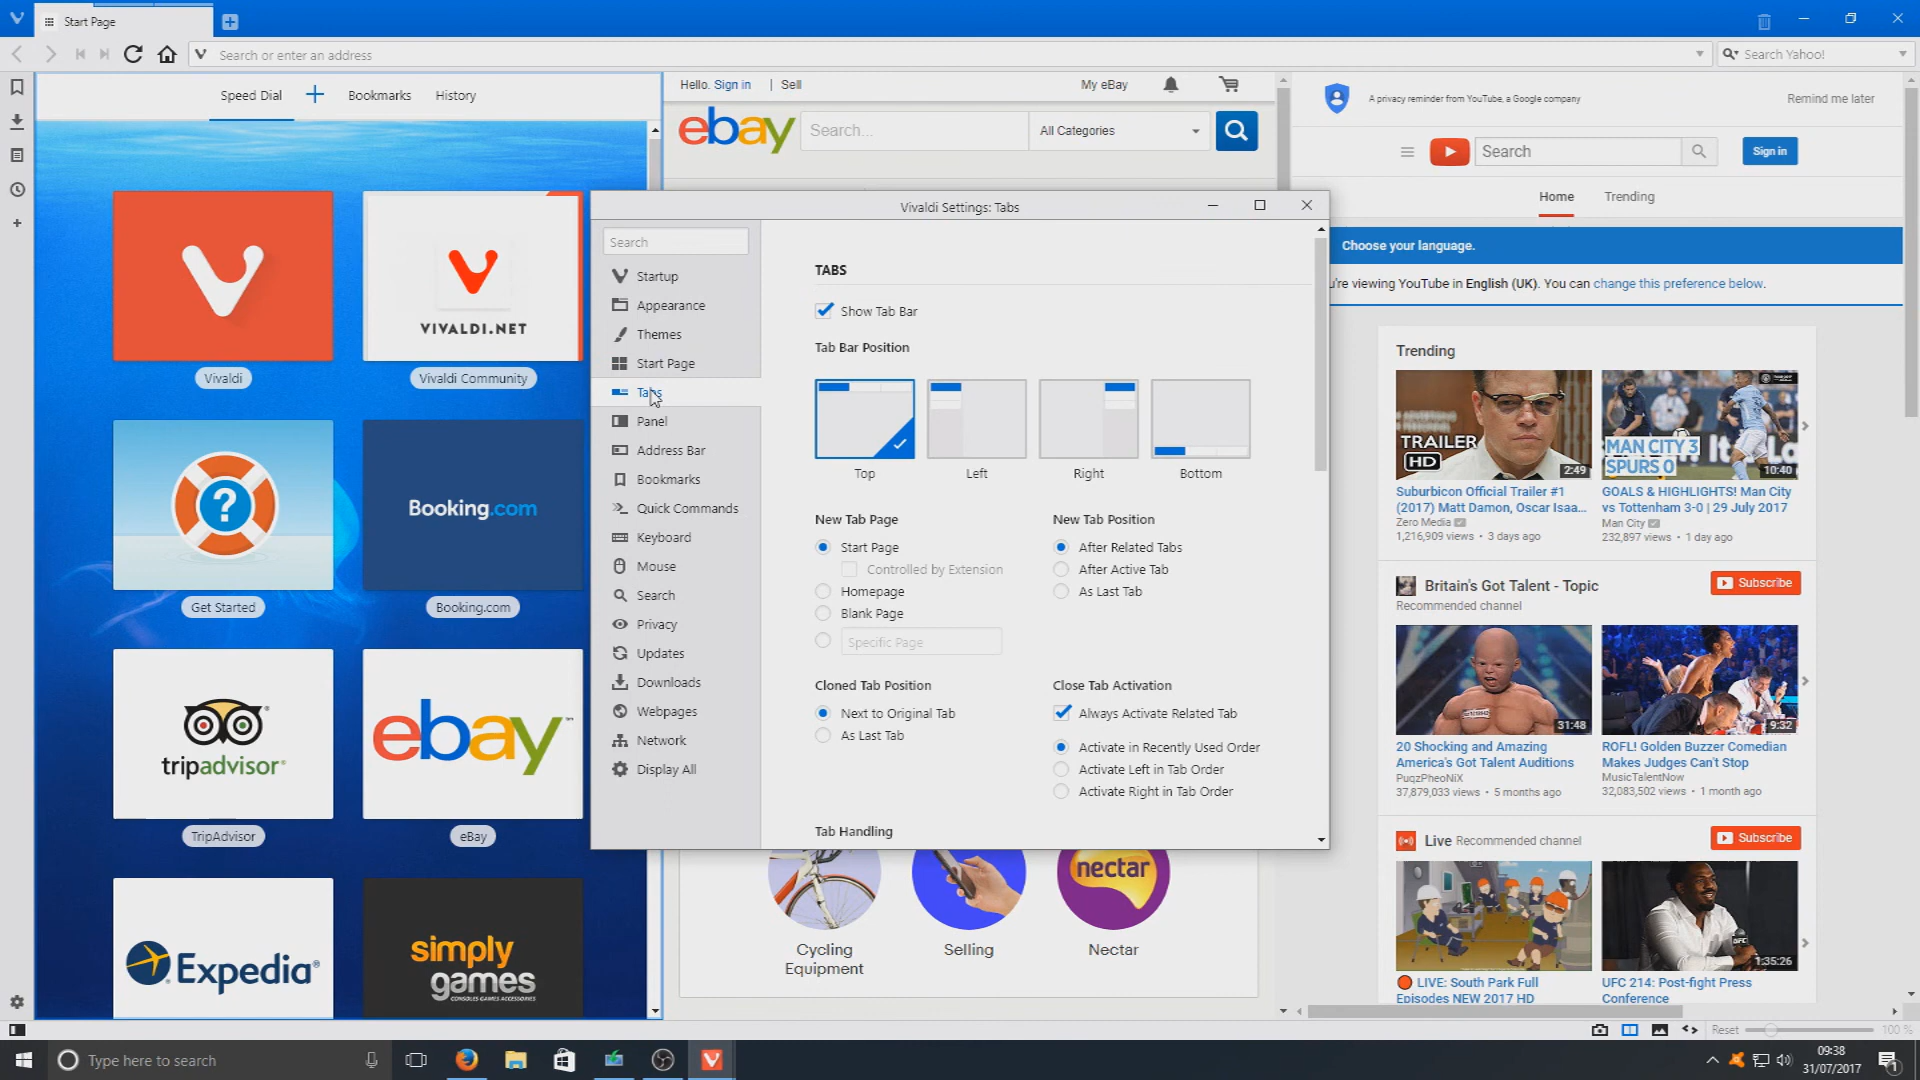 Start Page
Search or enter an address
Search Yahoo!
Speed Dial
Bookmarks
History
VIVALDI.NET
Vivaldi
Vivaldi Community
?
Booking.com
Get Started
Booking.com
tripadvisor
ebay™
TripAdvisor
eBay
Expedia
simply
games
CONSOLES GAMES ACCESSORIES
Hello. Sign in | Sell
My eBay
ebay
Search...
All Categories
Cycling
Equipment
Selling
nectar
Nectar
A privacy reminder from YouTube, a Google company
Remind me later
Search
Sign in
Home
Trending
Choose your language.
u're viewing YouTube in English (UK). You can change this preference below.
Trending
TRAILER
HD
2:49
MAN CITY 3
SPURS 0
10:40
Suburbicon Official Trailer #1
(2017) Matt Damon, Oscar Isaa...
Zero Media
1,216,909 views • 3 days ago
GOALS & HIGHLIGHTS! Man City
vs Tottenham 3-0 | 29 July 2017
Man City
232,897 views • 1 day ago
Britain's Got Talent - Topic
Recommended channel
Subscribe
31:48
9:32
20 Shocking and Amazing
America's Got Talent Auditions
PuqzPheoNiX
37,879,033 views • 5 months ago
ROFL! Golden Buzzer Comedian
Makes Judges Can't Stop
MusicTalentNow
32,083,502 views • 1 month ago
Live Recommended channel
Subscribe
UFC
1:35:26
LIVE: South Park Full
Episodes NEW 2017 HD
UFC 214: Post-fight Press
Conference
Vivaldi Settings: Tabs
Search
Startup
Appearance
Themes
Start Page
Tabs
Panel
Address Bar
Bookmarks
Quick Commands
Keyboard
Mouse
Search
Privacy
Updates
Downloads
Webpages
Network
Display All
TABS
Show Tab Bar
Tab Bar Position
Top
Left
Right
Bottom
New Tab Page
Start Page
Controlled by Extension
Homepage
Blank Page
Specific Page
New Tab Position
After Related Tabs
After Active Tab
As Last Tab
Cloned Tab Position
Next to Original Tab
As Last Tab
Close Tab Activation
Always Activate Related Tab
Activate in Recently Used Order
Activate Left in Tab Order
Activate Right in Tab Order
Tab Handling
Reset
100 %
Type here to search
09:38
31/07/2017
1